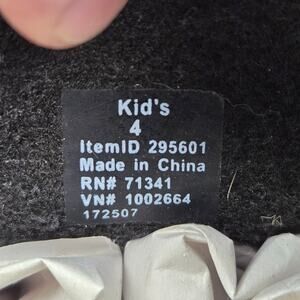 Kid's
4
ItemID 295601
Made in China
RN# 71341
VN# 1002664
172507